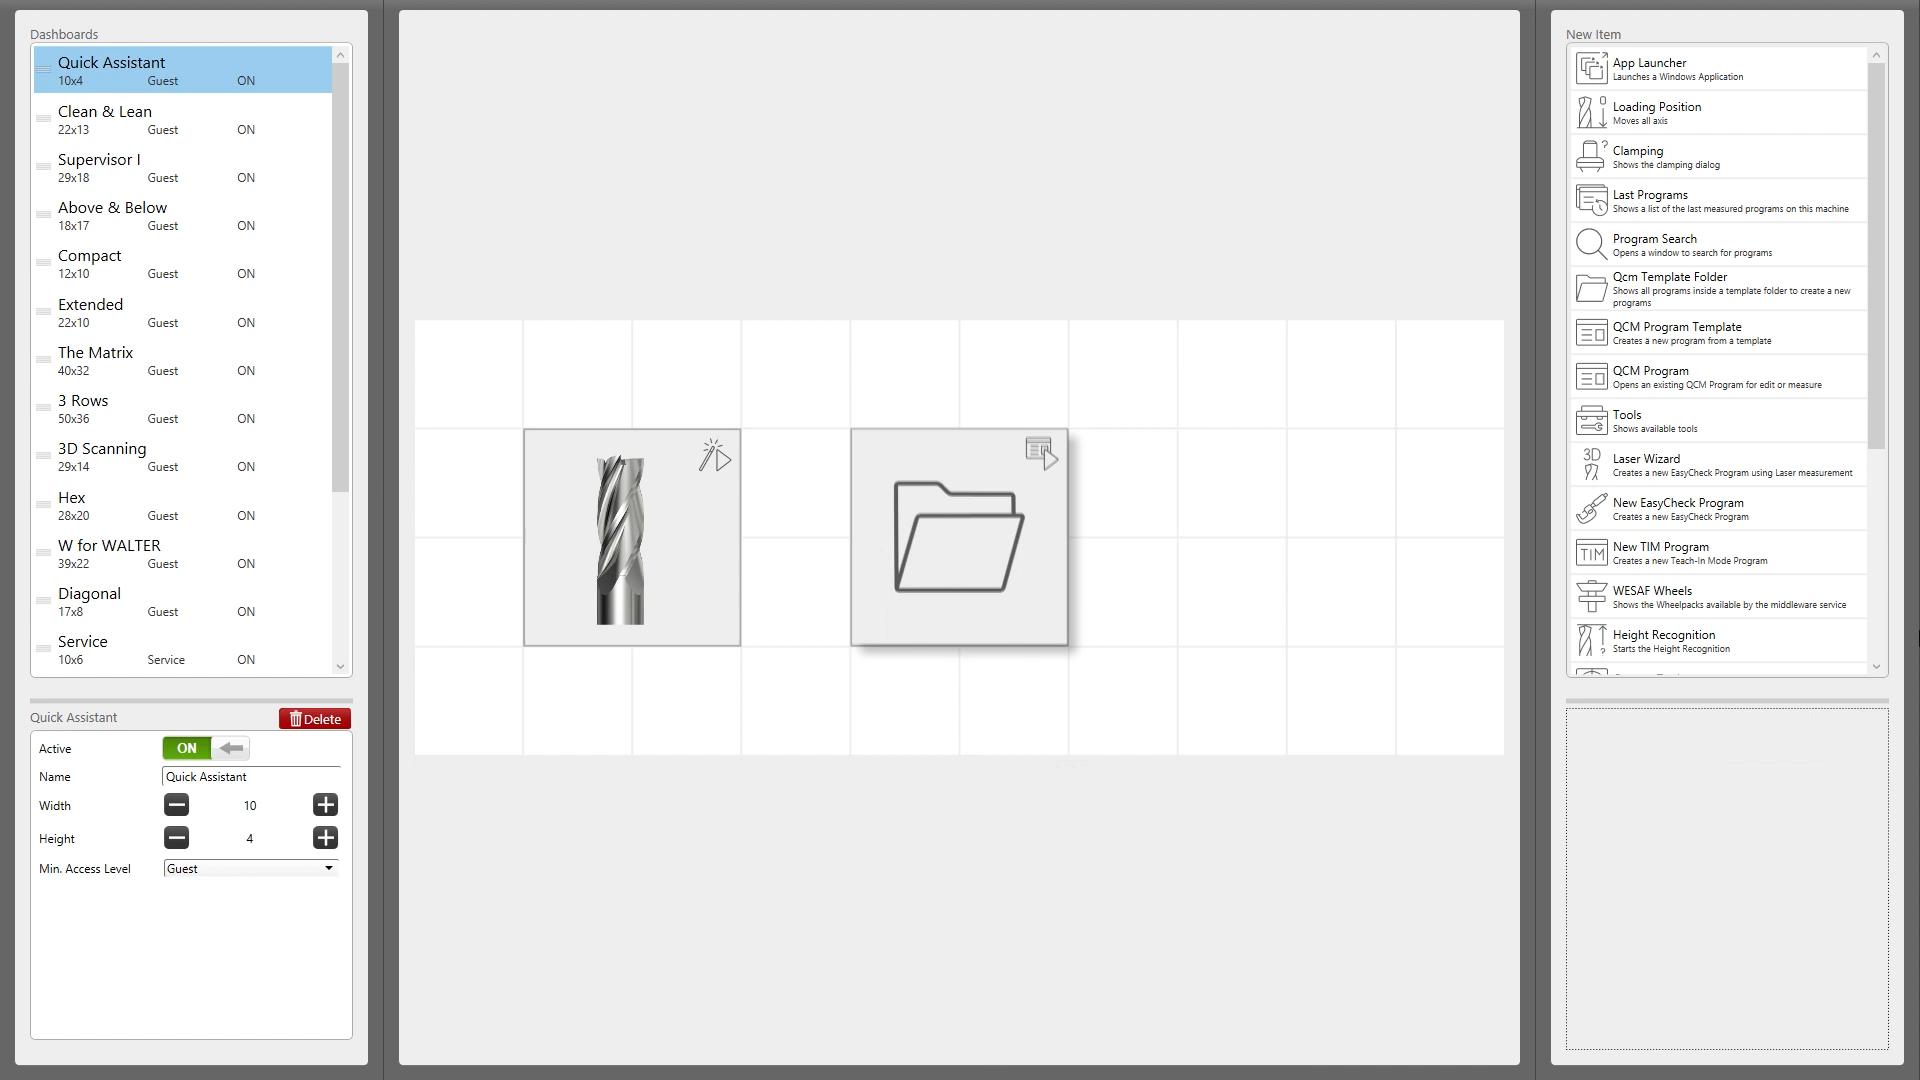 Dashboards
Quick Assistant
10x4 Guest ON
Clean & Lean
22x13 Guest ON
Supervisor I
29x18 Guest ON
Above & Below
18x17 Guest ON
Compact
12x10 Guest ON
Extended
22x10 Guest ON
The Matrix
40x32 Guest ON
3 Rows
50x36 Guest ON
3D Scanning
29x14 Guest ON
Hex
28x20 Guest ON
W for WALTER
39x22 Guest ON
Diagonal
17x8 Guest ON
Service
10x6 Service ON
Quick Assistant Delete
Active ON
Name Quick Assistant
Width 10
Height 4
Min. Access Level Guest
New Item
App Launcher
Launches a Windows Application
Loading Position
Moves all axis
Clamping
Shows the clamping dialog
Last Programs
Shows a list of the last measured programs on this machine
Program Search
Opens a window to search for programs
Qcm Template Folder
Shows all programs inside a template folder to create a new
programs
QCM Program Template
Creates a new program from a template
QCM Program
Opens an existing QCM Program for edit or measure
Tools
Shows available tools
3D
Laser Wizard
Creates a new EasyCheck Program using Laser measurement
New EasyCheck Program
Creates a new EasyCheck Program
TIM
New TIM Program
Creates a new Teach-In Mode Program
WESAF Wheels
Shows the Wheelpacks available by the middleware service
Height Recognition
Starts the Height Recognition